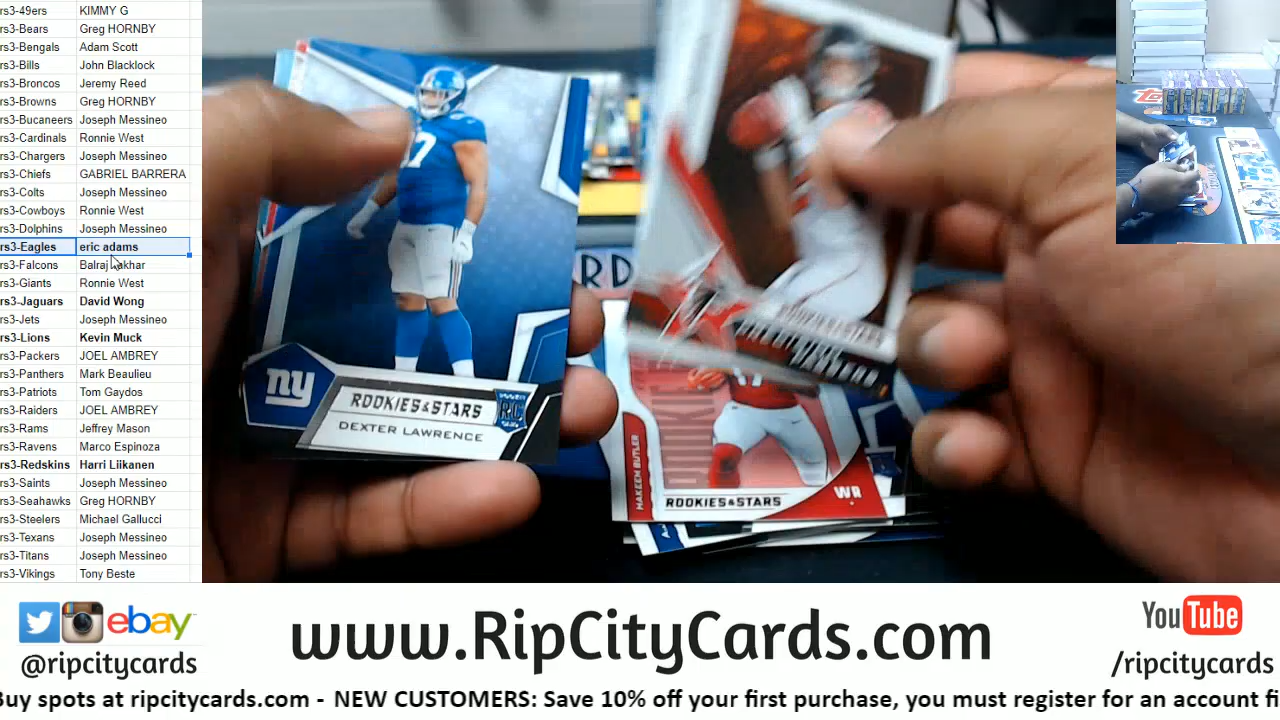 rs3-49ers KIMMY G
rs3-Bears Greg HORNBY
rs3-Bengals Adam Scott
rs3-Bills John Blacklock
rs3-Broncos Jeremy Reed
rs3-Browns Greg HORNBY
rs3-Bucaneers Joseph Messineo
rs3-Cardinals Ronnie West
rs3-Chargers Joseph Messineo
rs3-Chiefs GABRIEL BARRERA
rs3-Colts Joseph Messineo
rs3-Cowboys Ronnie West
rs3-Dolphins Joseph Messineo
rs3-Eagles eric adams
rs3-Falcons Balraj
rs3-Giants Ronnie West
rs3-Jaguars David Wong
rs3-Jets Joseph Messineo
rs3-Lions Kevin Muck
rs3-Packers JOEL AMBREY
rs3-Panthers Mark Beaulieu
rs3-Patriots Tom Gaydos
rs3-Raiders JOEL AMBREY
rs3-Rams Jeffrey Mason
rs3-Ravens Marco Espinoza
rs3-Redskins Harri Liikanen
rs3-Saints Joseph Messineo
rs3-Seahawks Greg HORNBY
rs3-Steelers Michael Gallucci
rs3-Texans Joseph Messineo
rs3-Titans Joseph Messineo
rs3-Vikings Tony Beste
ny
ROOKIES & STARS
RC
DEXTER LAWRENCE
HAKEEM BUTLER
ROOKIES & STARS
WR
ebay
@ripcitycards
www.RipCityCards.com
YouTube
/ripcitycards
Buy spots at ripcitycards.com - NEW CUSTOMERS: Save 10% off your first purchase, you must register for an account fi